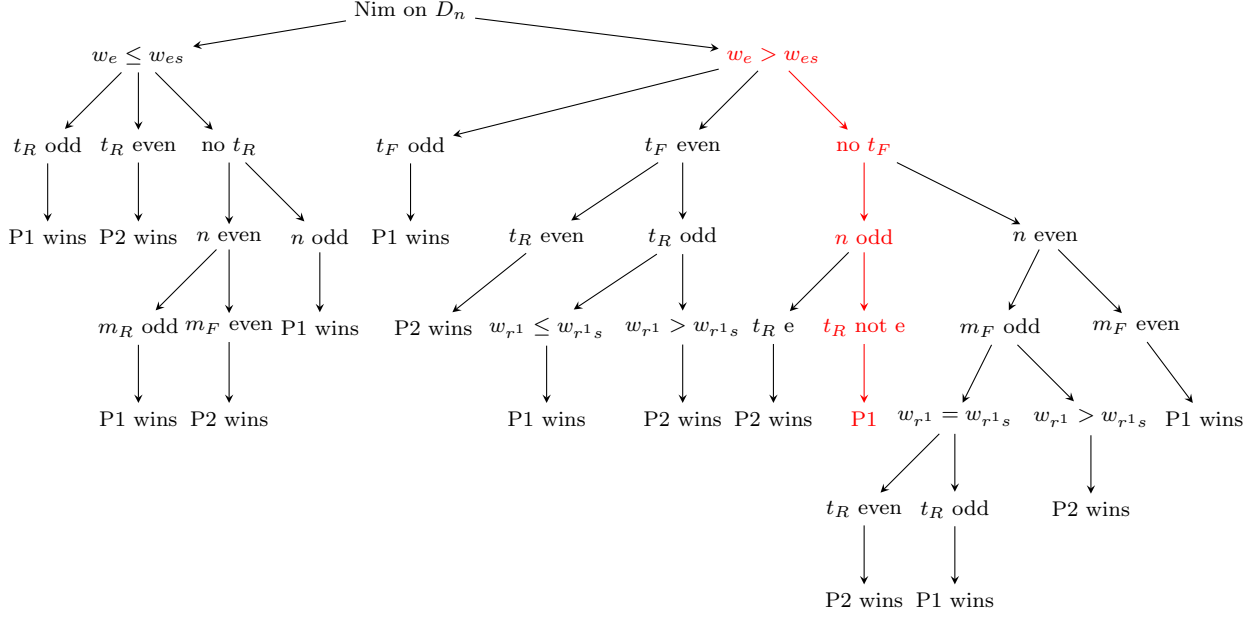 Nim on $D_n$
$w_e \leq w_{es}$ $w_e > w_{es}$
$t_R$ odd $t_R$ even no $t_R$ $t_F$ odd $t_F$ even no $t_F$
P1 wins P2 wins $n$ even $n$ odd P1 wins $t_R$ even $t_R$ odd $n$ odd $n$ even
$m_R$ odd $m_F$ even P1 wins P2 wins $w_{r^1} \leq w_{r^1s}$ $w_{r^1} > w_{r^1s}$ $t_R$ e $t_R$ not e $m_F$ odd $m_F$ even
P1 wins P2 wins P1 wins P2 wins P2 wins P1 $w_{r^1} = w_{r^1s}$ $w_{r^1} > w_{r^1s}$ P1 wins
$t_R$ even $t_R$ odd P2 wins
P2 wins P1 wins